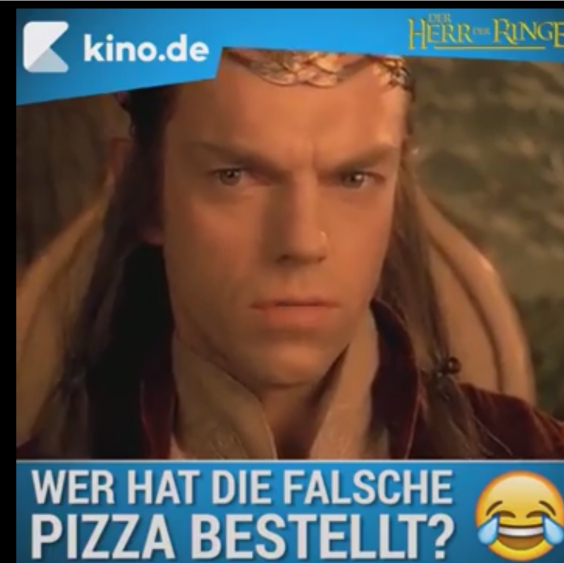 kino.de
DER
HERR DER RINGE
WER HAT DIE FALSCHE
PIZZA BESTELLT?